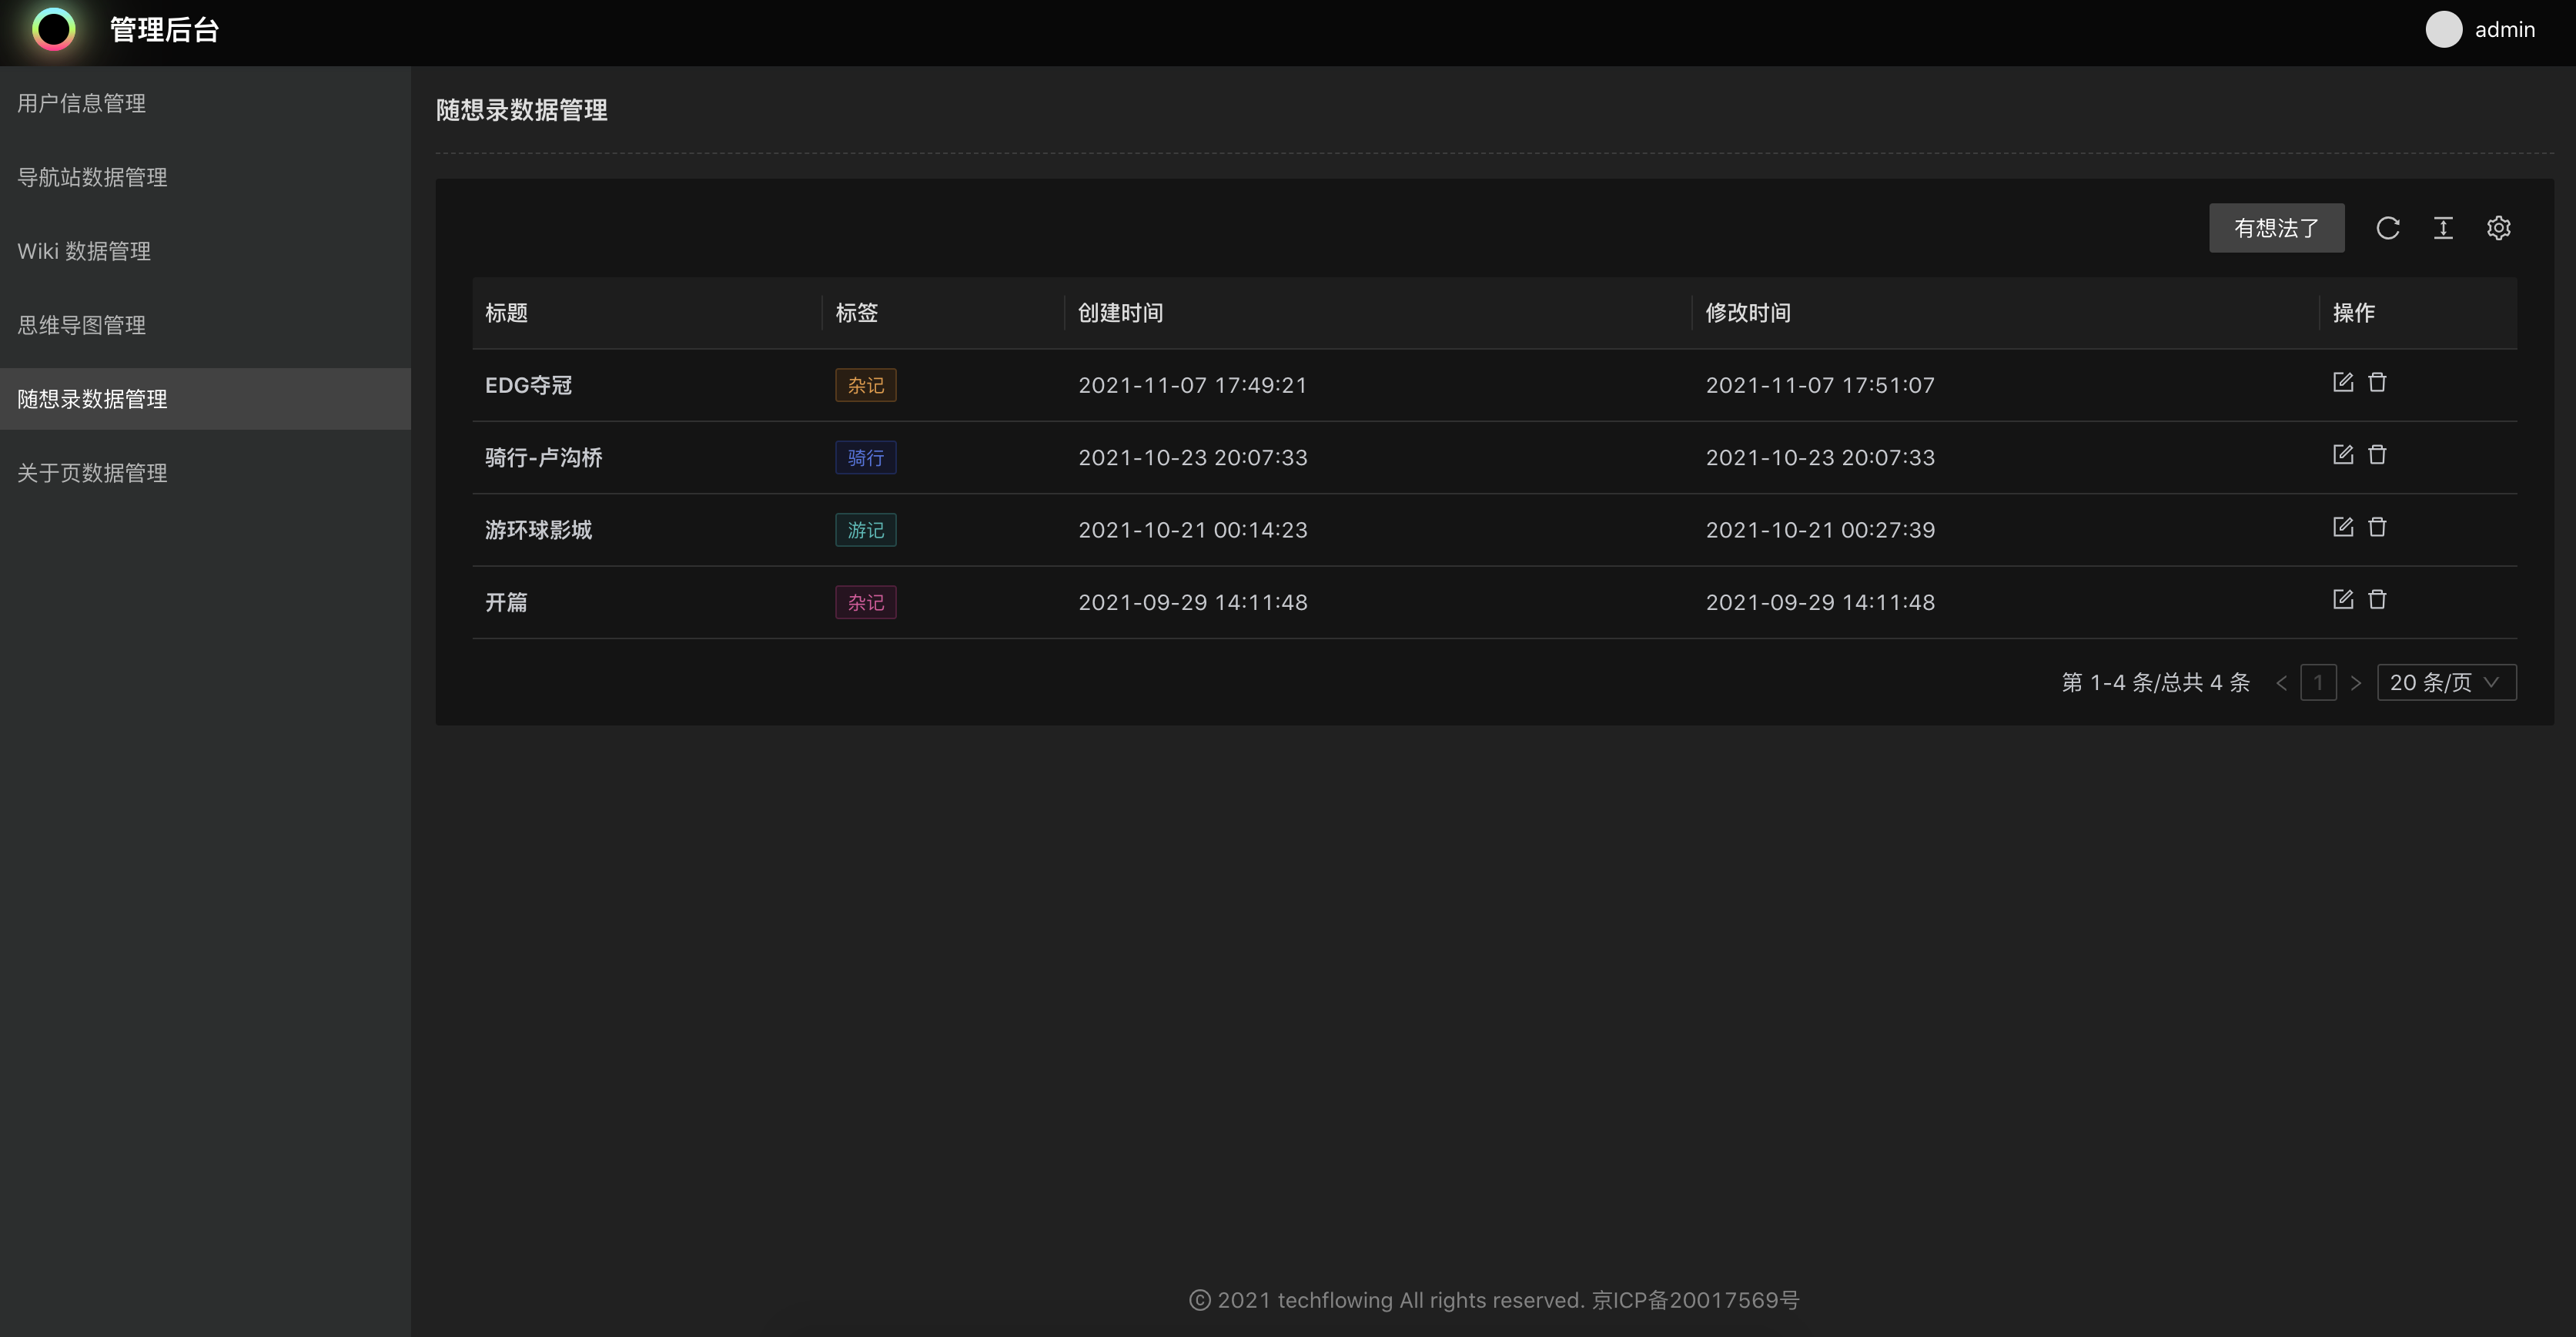 管理后台
admin
用户信息管理
导航站数据管理
Wiki 数据管理
思维导图管理
随想录数据管理
关于页数据管理
随想录数据管理
有想法了
标题 标签 创建时间 修改时间 操作
EDG夺冠 杂记 2021-11-07 17:49:21 2021-11-07 17:51:07
骑行-卢沟桥 骑行 2021-10-23 20:07:33 2021-10-23 20:07:33
游环球影城 游记 2021-10-21 00:14:23 2021-10-21 00:27:39
开篇 杂记 2021-09-29 14:11:48 2021-09-29 14:11:48
第 1-4 条/总共 4 条 < 1 > 20 条/页
© 2021 techflowing All rights reserved. 京ICP备20017569号